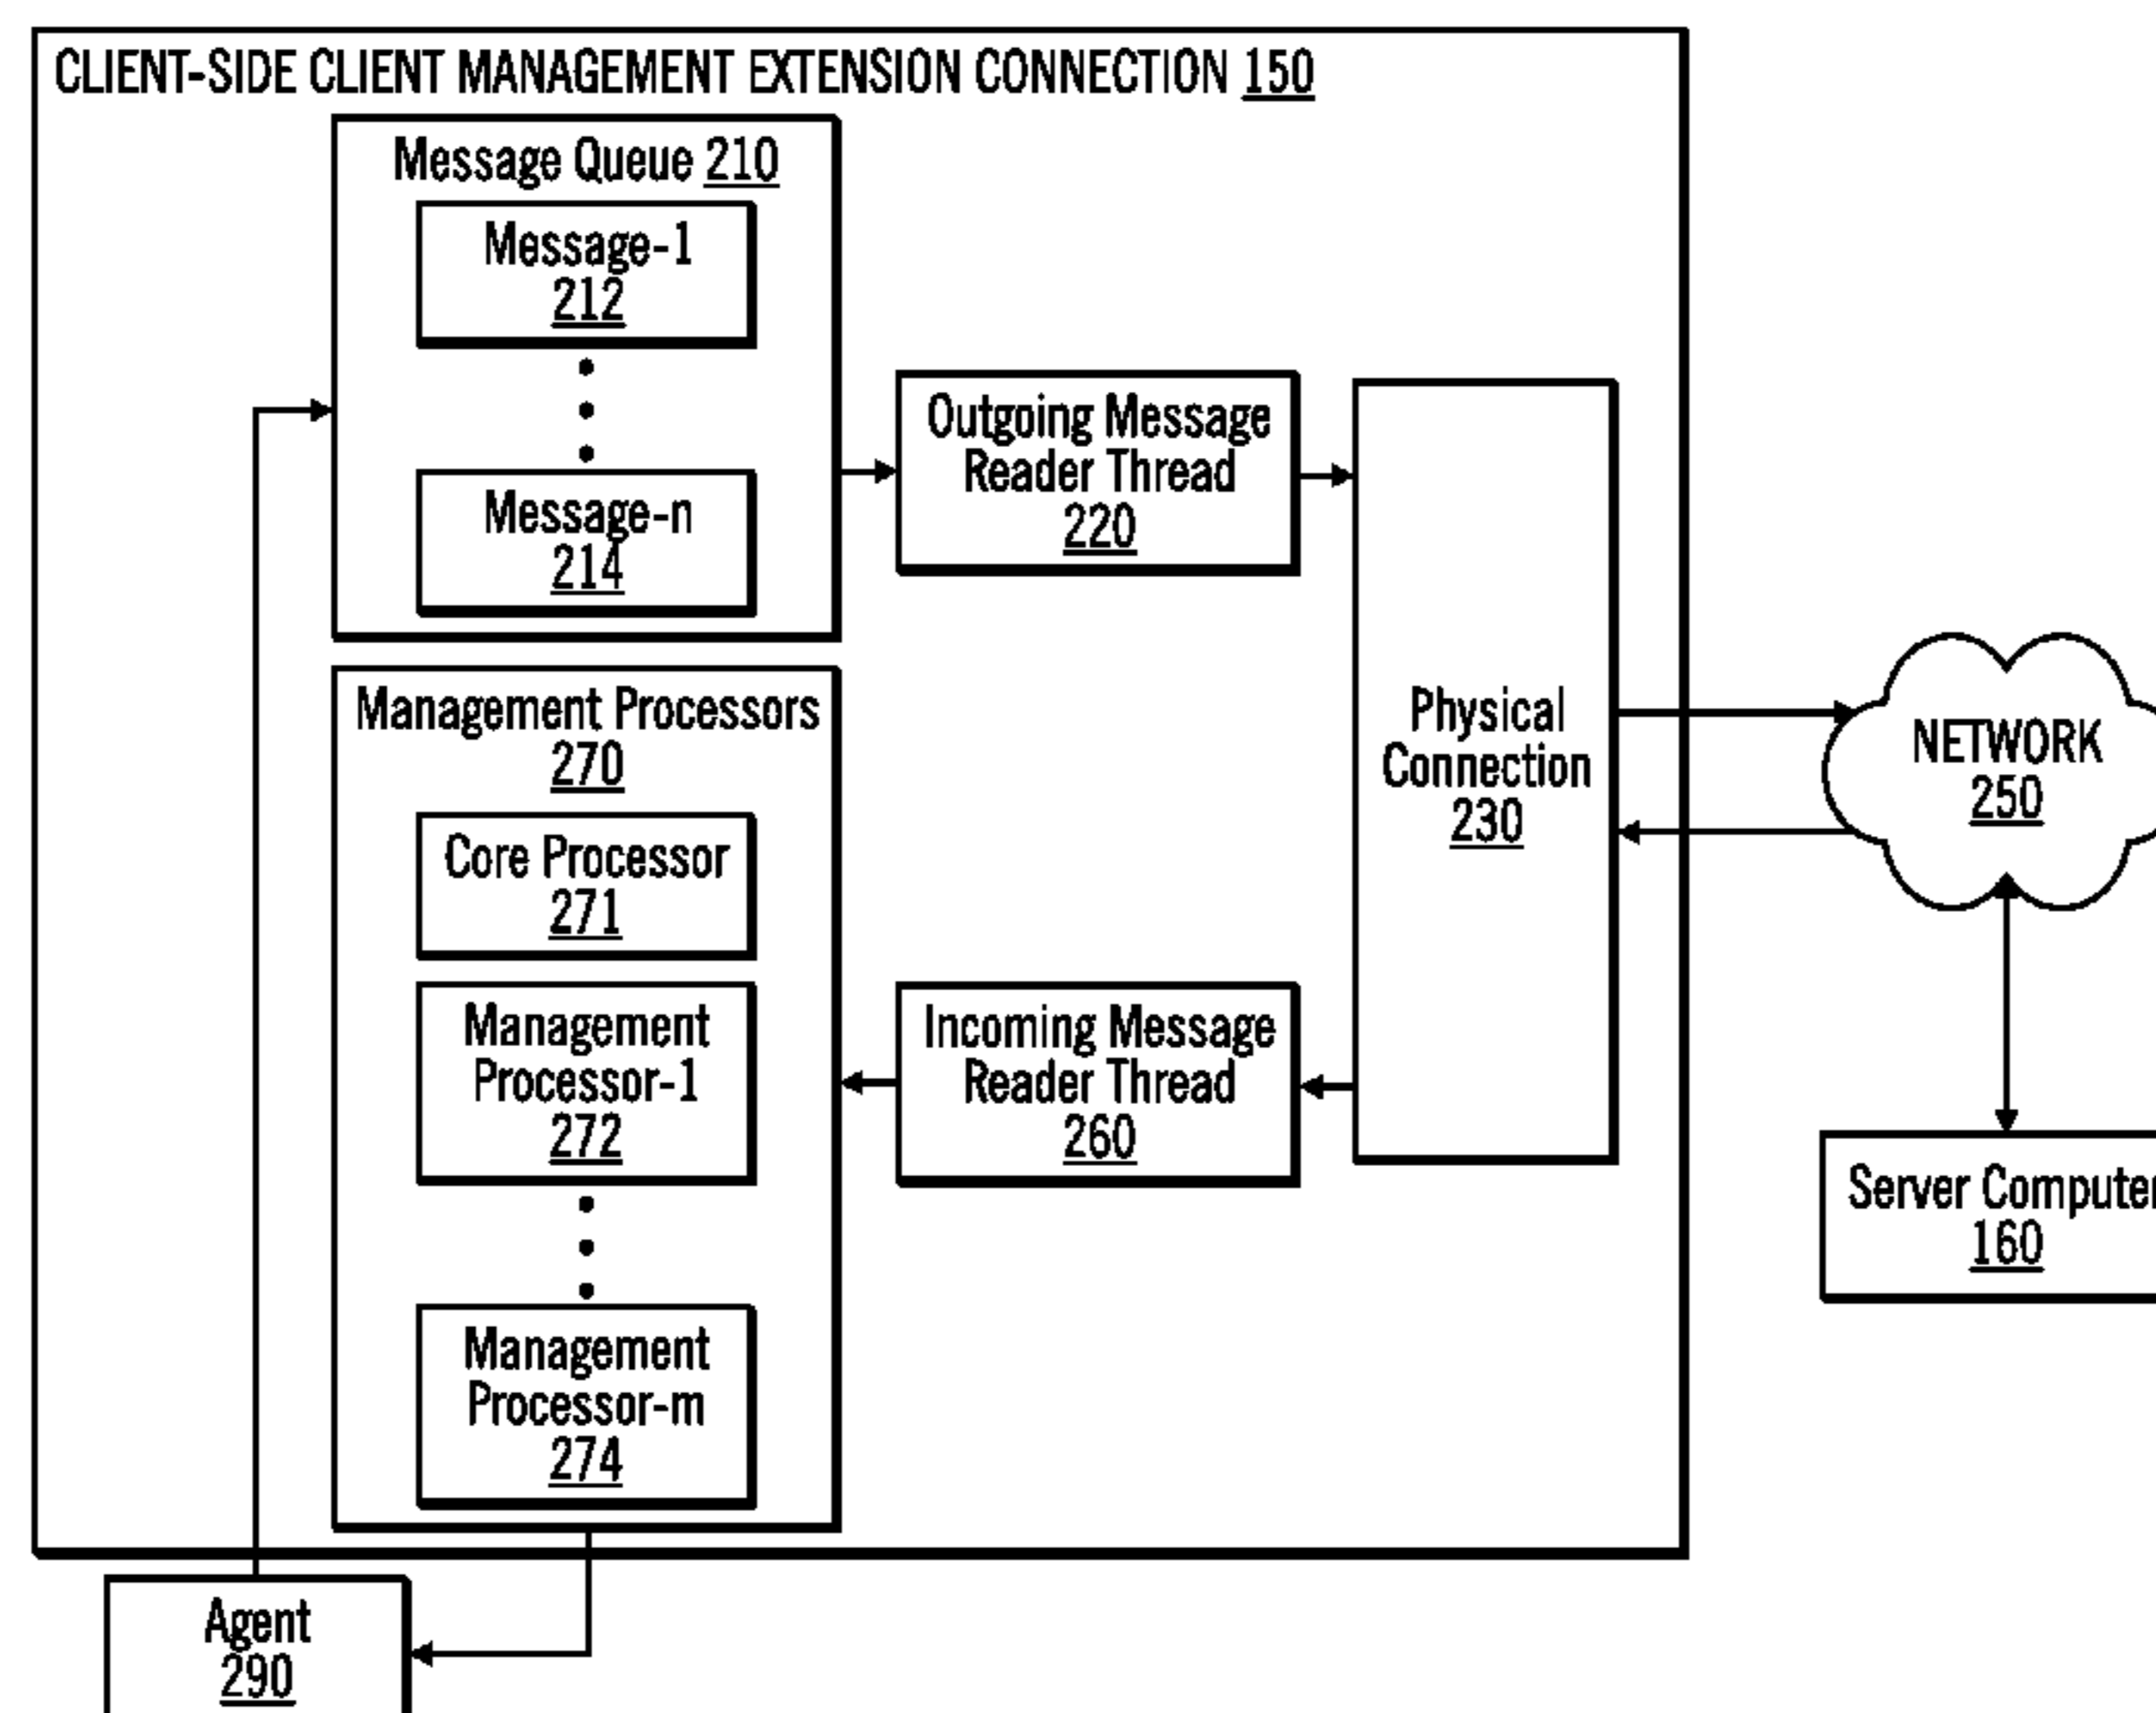 CLIENT-SIDE CLIENT MANAGEMENT EXTENSION CONNECTION 150
Message Queue 210
Message-1
212
Message-n
214
Outgoing Message
Reader Thread
220
Physical
Connection
230
NETWORK
250
Management Processors
270
Core Processor
271
Management
Processor-1
272
Management
Processor-m
274
Incoming Message
Reader Thread
260
Server Computer
160
Agent
290